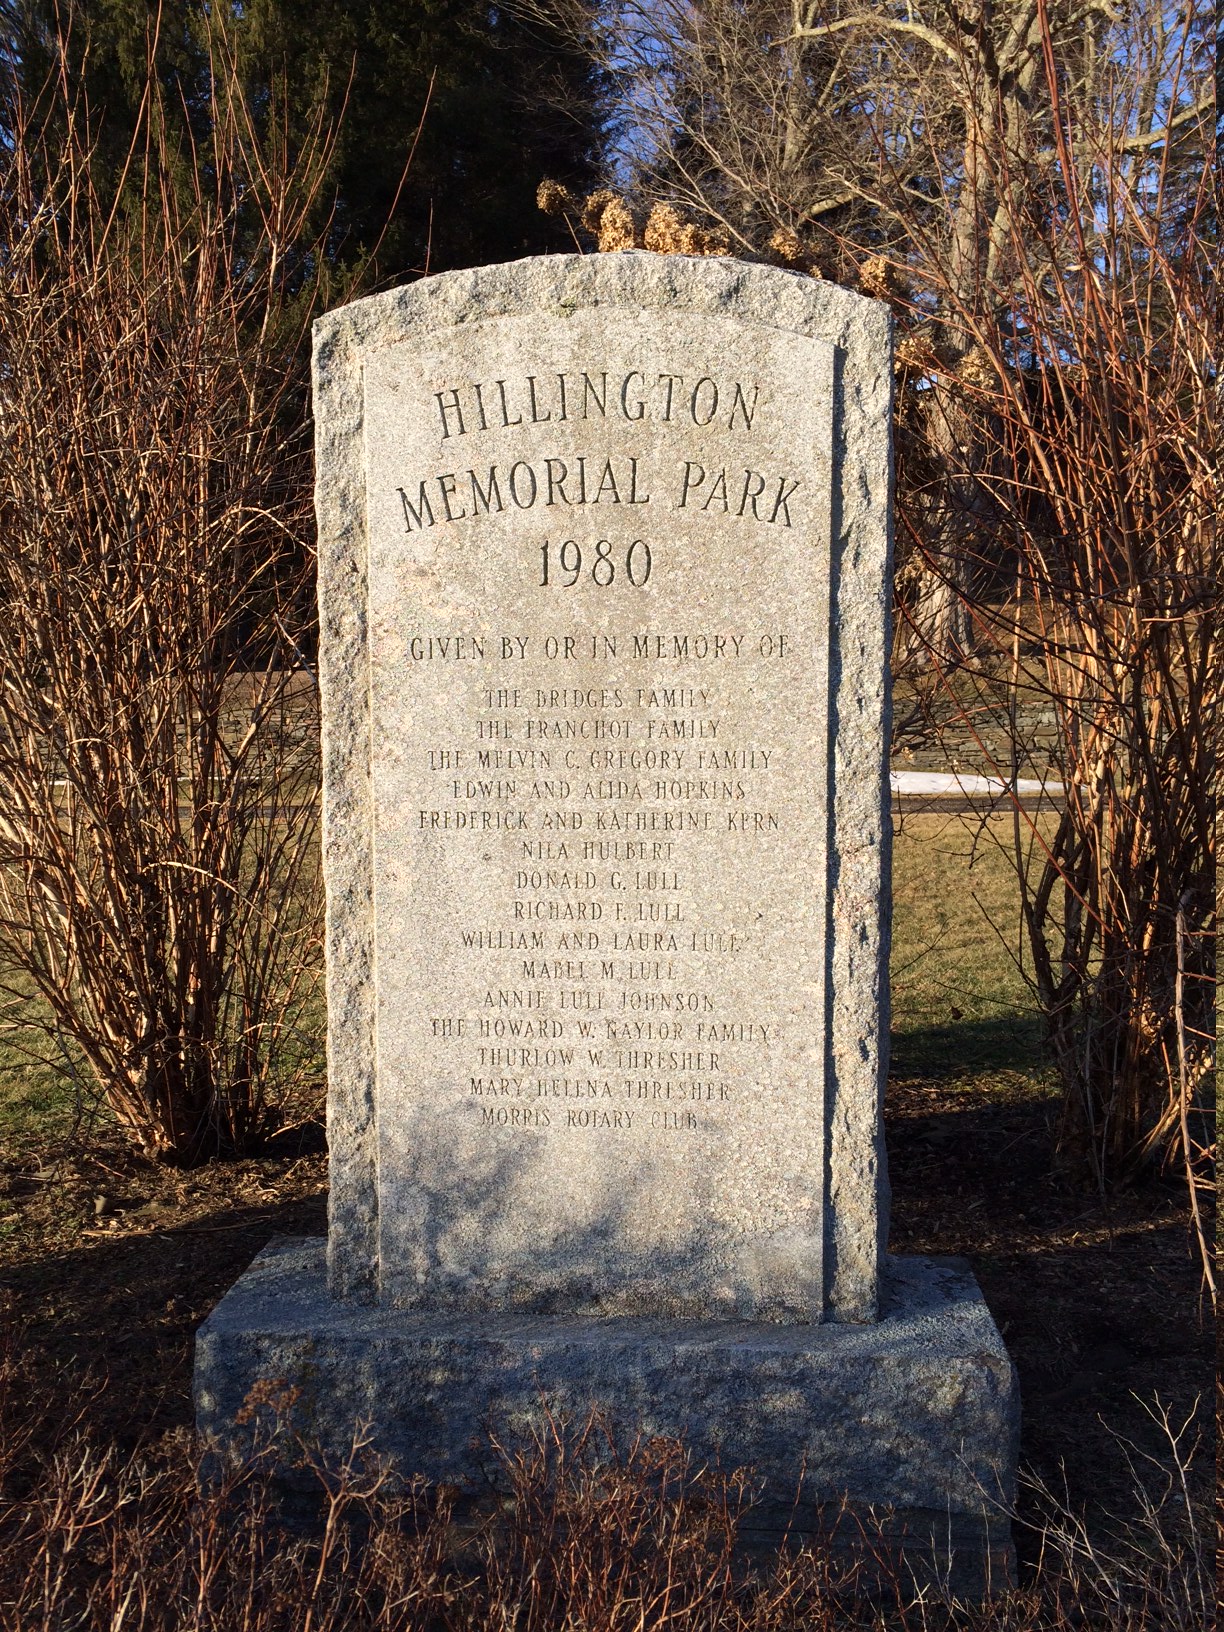 HILLINGTON
MEMORIAL PARK
1980
GIVEN BY OR IN MEMORY OF
THE BRIDGES FAMILY
THE FRANCHOT FAMILY
THE MELVIN C. GREGORY FAMILY
EDWIN AND ALIDA HOPKINS
FREDERICK AND KATHERINE KERN
NILA HULBERT
DONALD G. LULL
RICHARD F. LULL
WILLIAM AND LAURA LULL
MABEL M. LULL
ANNIE LULL JOHNSON
THE HOWARD W. NAYLOR FAMILY
THURLOW W. THRESHER
MARY HELENA THRESHER
MORRIS ROTARY CLUB